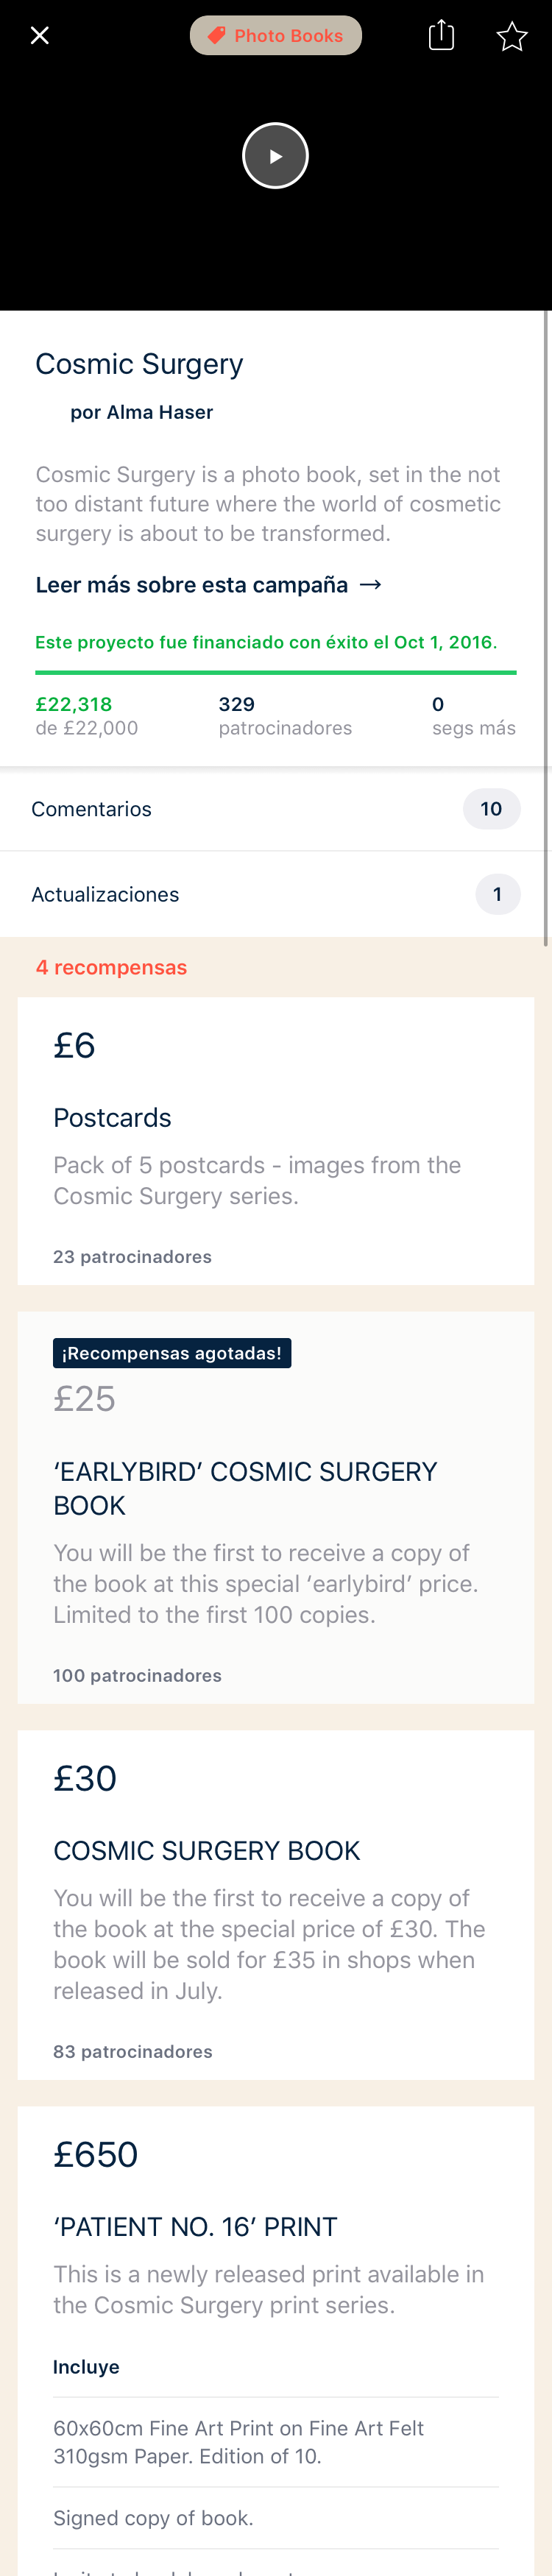 Photo Books
Cosmic Surgery
por Alma Haser
Cosmic Surgery is a photo book, set in the not
too distant future where the world of cosmetic
surgery is about to be transformed.
Leer más sobre esta campaña →
Este proyecto fue financiado con éxito el Oct 1, 2016.
£22,318
de £22,000
329
patrocinadores
0
segs más
Comentarios
10
Actualizaciones
1
4 recompensas
£6
Postcards
Pack of 5 postcards - images from the
Cosmic Surgery series.
23 patrocinadores
¡Recompensas agotadas!
£25
‘EARLYBIRD’ COSMIC SURGERY
BOOK
You will be the first to receive a copy of
the book at this special ‘earlybird’ price.
Limited to the first 100 copies.
100 patrocinadores
£30
COSMIC SURGERY BOOK
You will be the first to receive a copy of
the book at the special price of £30. The
book will be sold for £35 in shops when
released in July.
83 patrocinadores
£650
‘PATIENT NO. 16’ PRINT
This is a newly released print available in
the Cosmic Surgery print series.
Incluye
60x60cm Fine Art Print on Fine Art Felt
310gsm Paper. Edition of 10.
Signed copy of book.